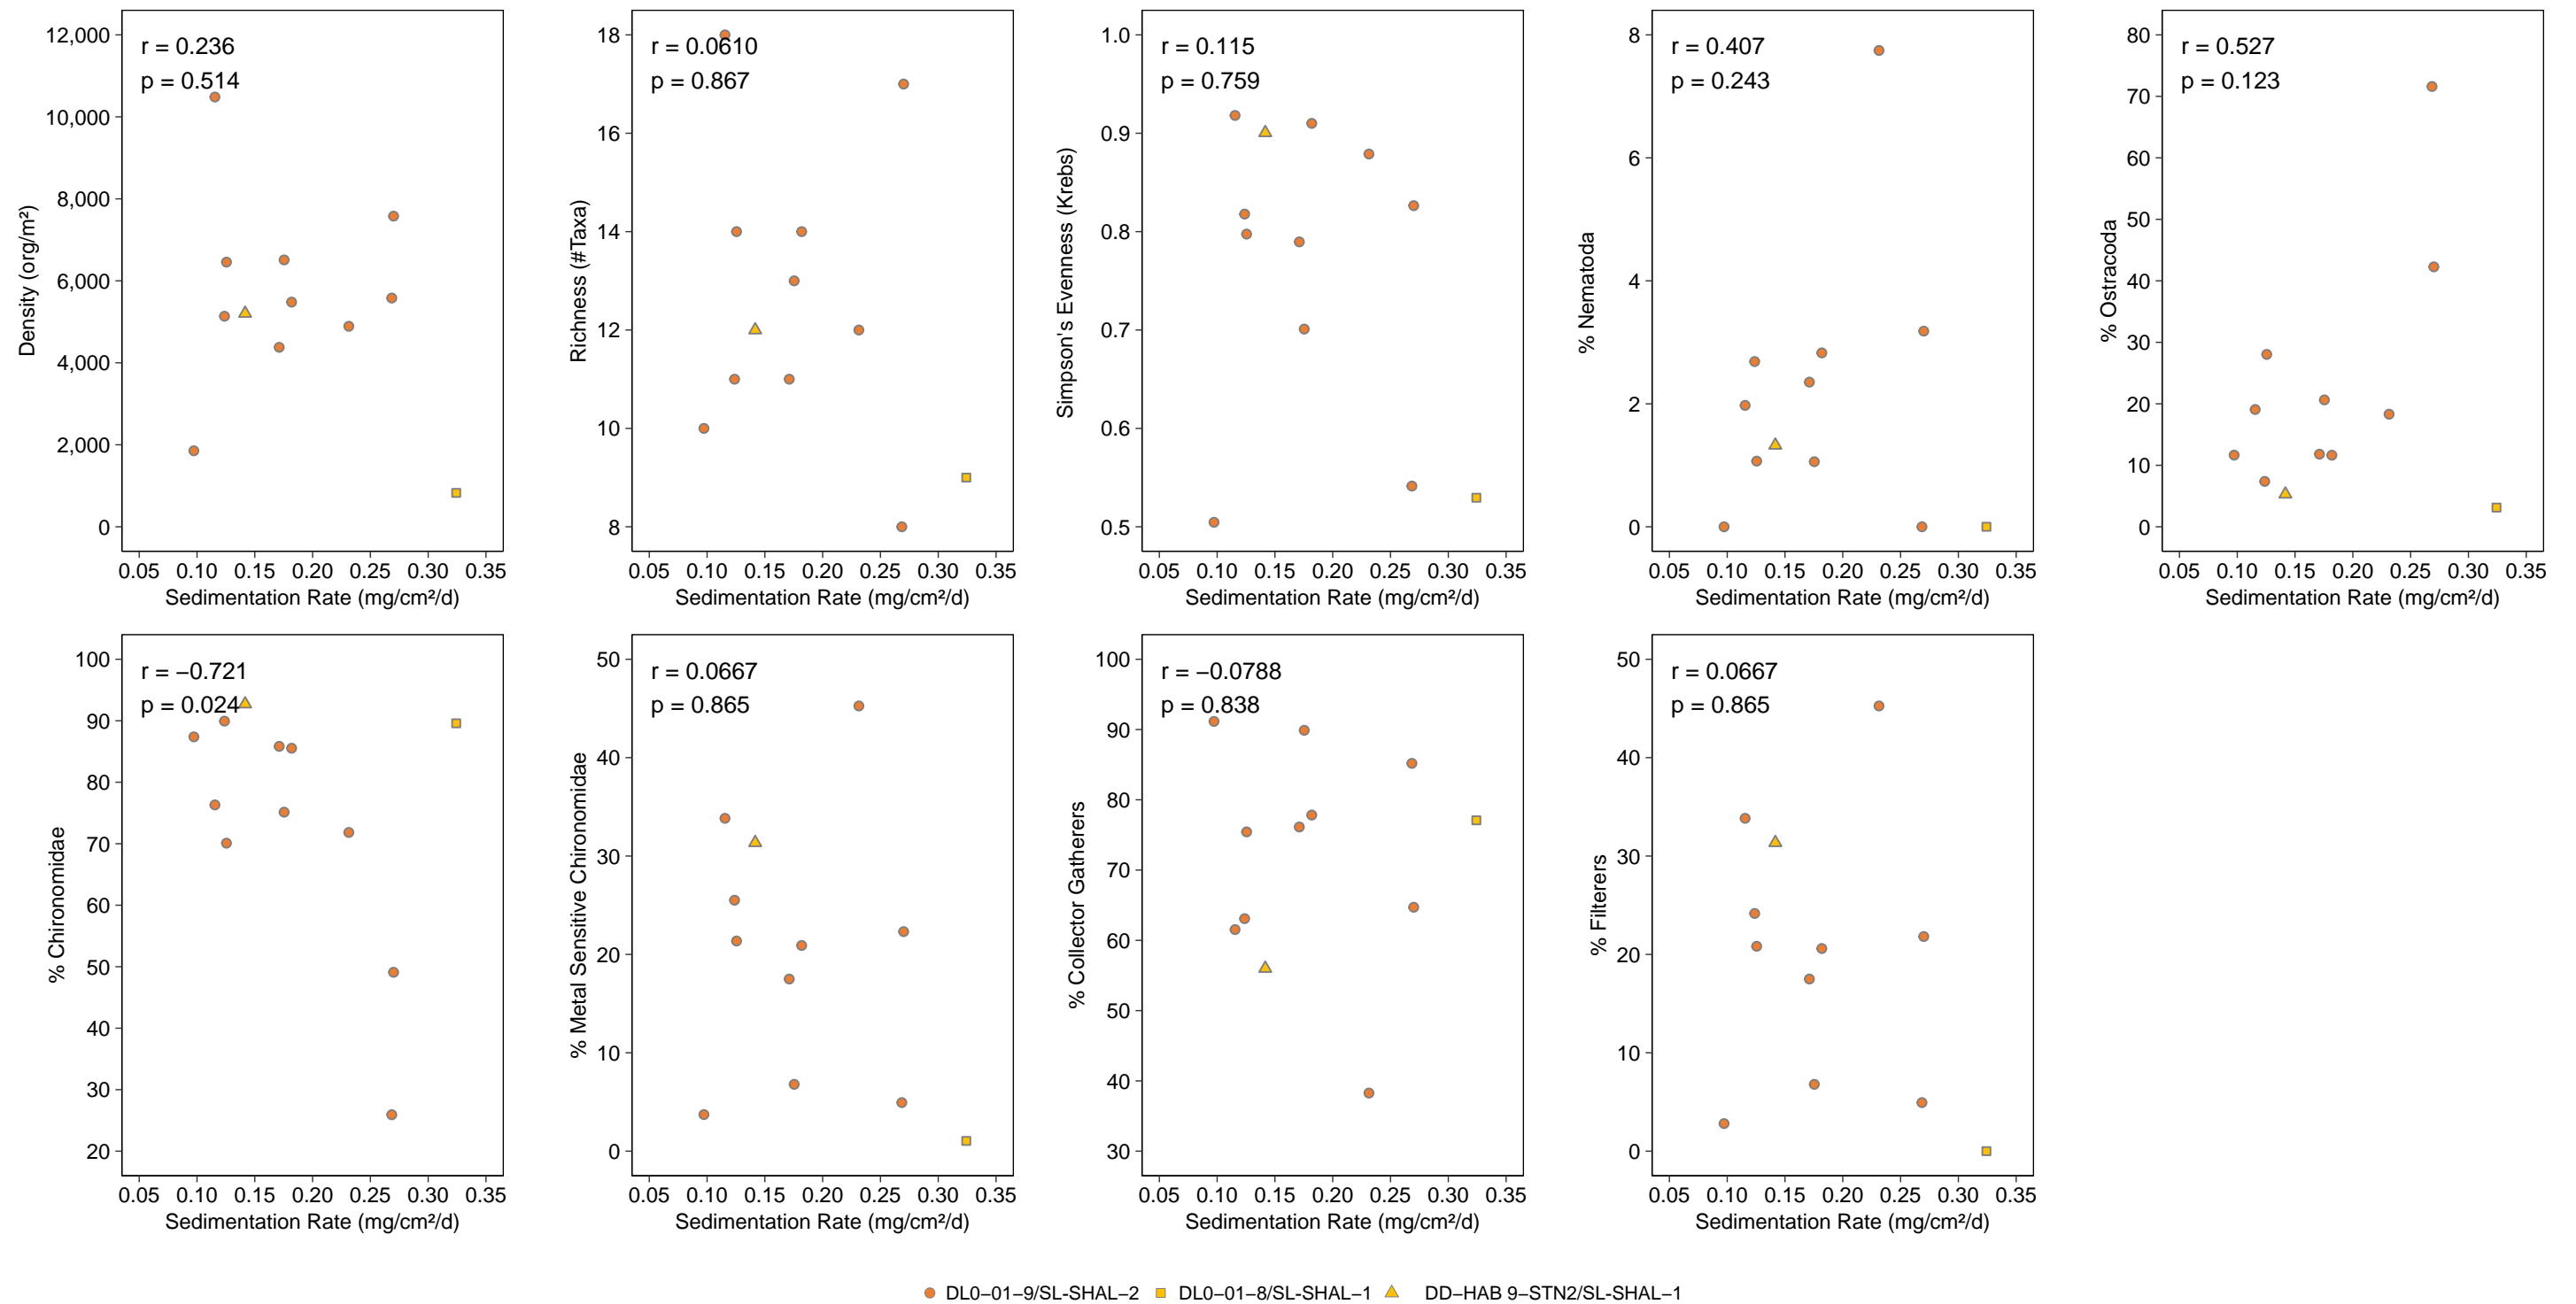 r = 0.236
p = 0.514
12,000
10,000
8,000
6,000
4,000
2,000
0
Density (org/m²)
0.05 0.10 0.15 0.20 0.25 0.30 0.35
Sedimentation Rate (mg/cm²/d)
r = 0.0610
p = 0.867
18
16
14
12
10
8
Richness (#Taxa)
0.05 0.10 0.15 0.20 0.25 0.30 0.35
Sedimentation Rate (mg/cm²/d)
r = 0.115
p = 0.759
1.0
0.9
0.8
0.7
0.6
0.5
Simpson's Evenness (Krebs)
0.05 0.10 0.15 0.20 0.25 0.30 0.35
Sedimentation Rate (mg/cm²/d)
r = 0.407
p = 0.243
8
6
4
2
0
% Nematoda
0.05 0.10 0.15 0.20 0.25 0.30 0.35
Sedimentation Rate (mg/cm²/d)
r = 0.527
p = 0.123
80
70
60
50
40
30
20
10
0
% Ostracoda
0.05 0.10 0.15 0.20 0.25 0.30 0.35
Sedimentation Rate (mg/cm²/d)
r = −0.721
p = 0.024
100
90
80
70
60
50
40
30
20
% Chironomidae
0.05 0.10 0.15 0.20 0.25 0.30 0.35
Sedimentation Rate (mg/cm²/d)
r = 0.0667
p = 0.865
50
40
30
20
10
0
% Metal Sensitive Chironomidae
0.05 0.10 0.15 0.20 0.25 0.30 0.35
Sedimentation Rate (mg/cm²/d)
r = −0.0788
p = 0.838
100
90
80
70
60
50
40
30
% Collector Gatherers
0.05 0.10 0.15 0.20 0.25 0.30 0.35
Sedimentation Rate (mg/cm²/d)
r = 0.0667
p = 0.865
50
40
30
20
10
0
% Filterers
0.05 0.10 0.15 0.20 0.25 0.30 0.35
Sedimentation Rate (mg/cm²/d)
DL0−01−9/SL-SHAL−2 DL0−01−8/SL-SHAL−1 DD−HAB 9−STN2/SL−SHAL−1